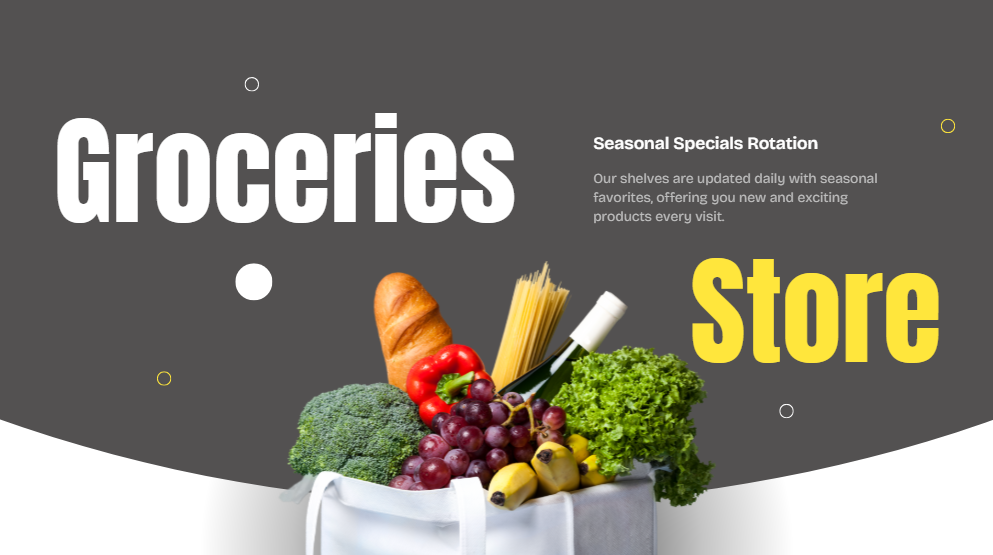 Groceries
Seasonal Specials Rotation
Our shelves are updated daily with seasonal
favorites, offering you new and exciting
products every visit.
Store